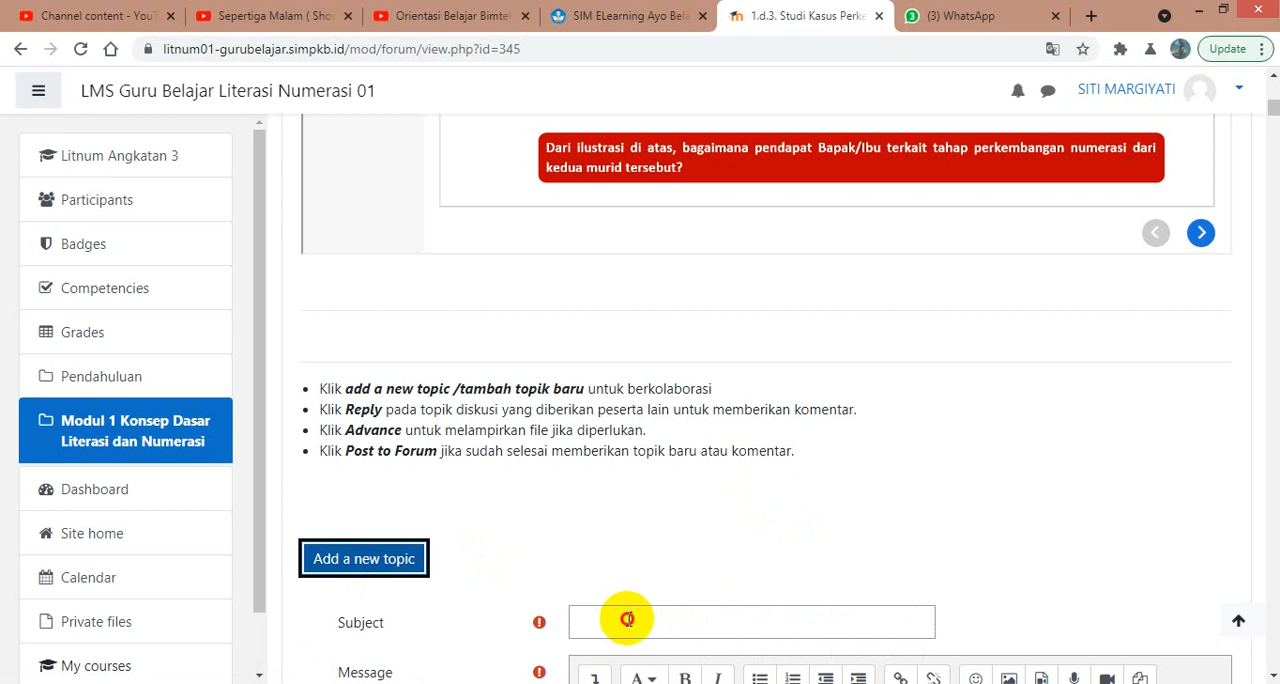 Channel content - YouT
Sepertiga Malam ( Sho
Orientasi Belajar Bimte
SIM ELearning Ayo Bela
1.d.3. Studi Kasus Perke
(3) WhatsApp
litnum01-gurubelajar.simpkb.id/mod/forum/view.php?id=345
Update
LMS Guru Belajar Literasi Numerasi 01
SITI MARGIYATI
Litnum Angkatan 3
Participants
Badges
Competencies
Grades
Pendahuluan
Modul 1 Konsep Dasar
Literasi dan Numerasi
Dashboard
Site home
Calendar
Private files
My courses
Dari ilustrasi di atas, bagaimana pendapat Bapak/Ibu terkait tahap perkembangan numerasi dari
kedua murid tersebut?
Klik add a new topic /tambah topik baru untuk berkolaborasi
Klik Reply pada topik diskusi yang diberikan peserta lain untuk memberikan komentar.
Klik Advance untuk melampirkan file jika diperlukan.
Klik Post to Forum jika sudah selesai memberikan topik baru atau komentar.
Add a new topic
Subject
Message